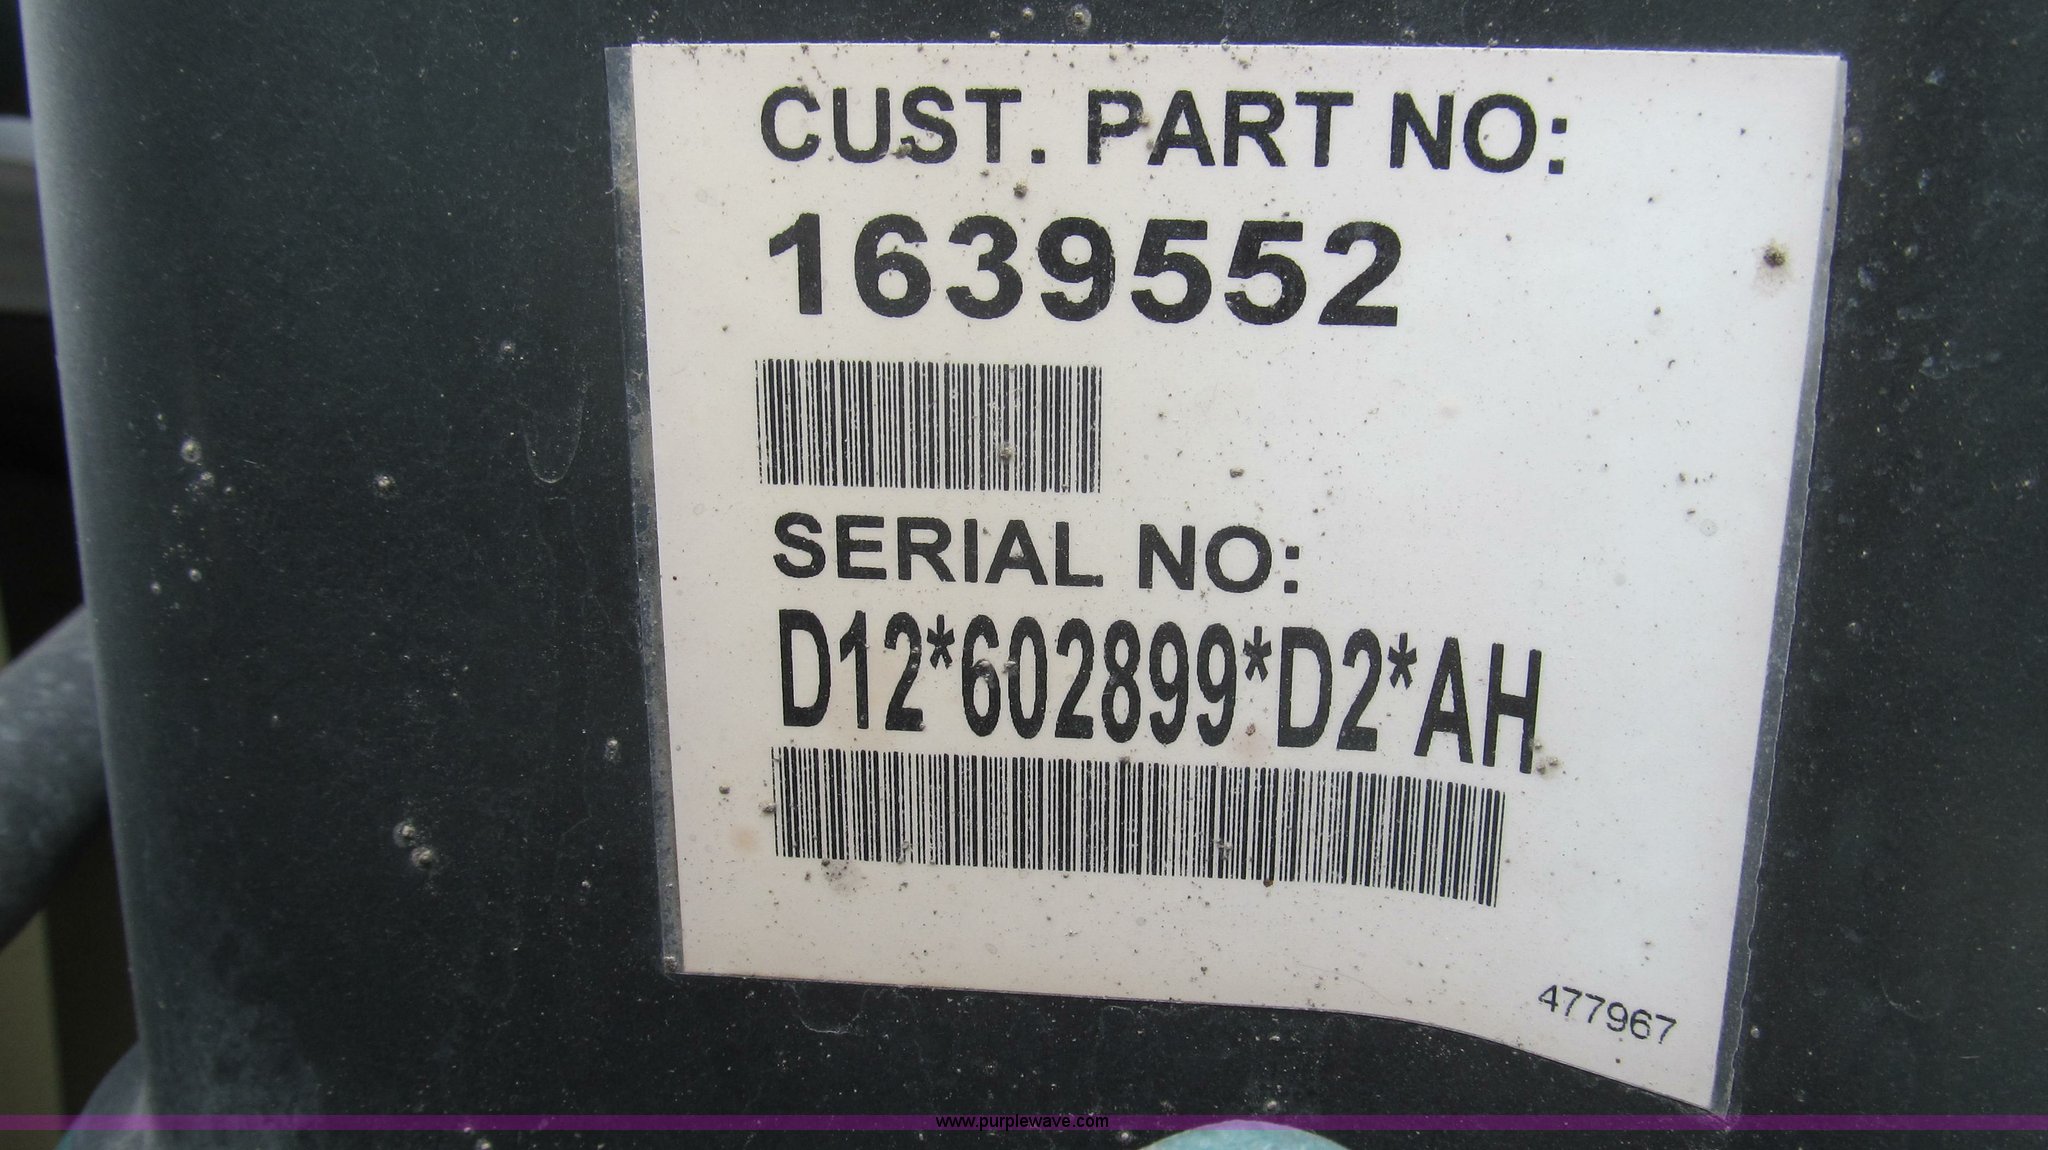 CUST. PART NO:
1639552
SERIAL NO:
D12*602899*D2*AH
477967
www.purplewave.com